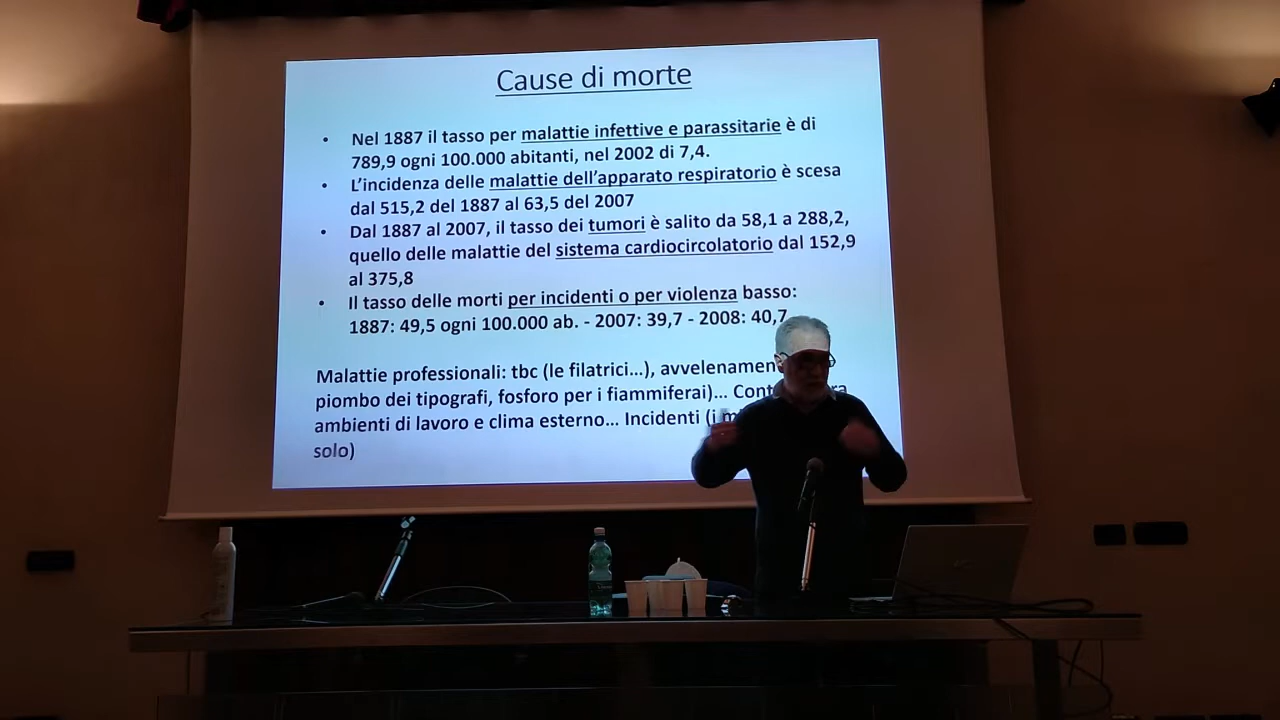 Cause di morte
• Nel 1887 il tasso per malattie infettive e parassitarie è di
789,9 ogni 100.000 abitanti, nel 2002 di 7,4.
• L'incidenza delle malattie dell'apparato respiratorio è scesa
dal 515,2 del 1887 al 63,5 del 2007
• Dal 1887 al 2007, il tasso dei tumori è salito da 58,1 a 288,2,
quello delle malattie del sistema cardiocircolatorio dal 152,9
al 375,8
• Il tasso delle morti per incidenti o per violenza basso:
1887: 49,5 ogni 100.000 ab. - 2007: 39,7 - 2008: 40,7
Malattie professionali: tbc (le filatrici...), avvelenamen
piombo dei tipografi, fosforo per i fiammiferai)... Cont
ambienti di lavoro e clima esterno... Incidenti (i m
solo)